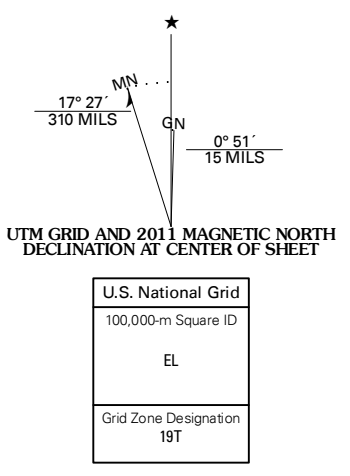 ★
MN
17° 27´
310 MILS
GN
0° 51´
15 MILS
UTM GRID AND 2011 MAGNETIC NORTH
DECLINATION AT CENTER OF SHEET
U.S. National Grid
100,000-m Square ID
EL
Grid Zone Designation
19T